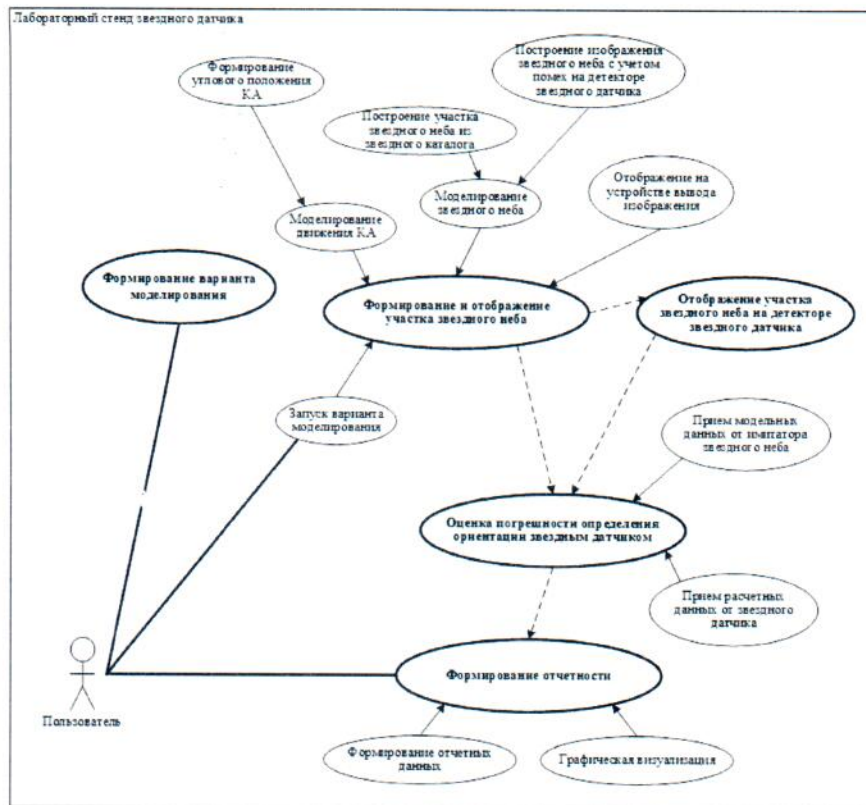 Лабораторный стенд звездного датчика
Формирование
углового положения
КА
Построение изображения
звездного неба с учетом
помех на детекторе
звездного датчика
Построение участка
звездного неба из
звездного каталога
Отображение на
устройстве вывода
изображения
Моделирование
звездного неба
Моделирование
движения КА
Формирование варианта
моделирования
Формирование и отображение
участка звездного неба
Отображение участка
звездного неба на детекторе
звездного датчика
Запуск варианта
моделирования
Прием модельных
данных от имитатора
звездного неба
Оценка погрешности определения
ориентации звездным датчиком
Прием расчетных
данных от звездного
датчика
Формирование отчетности
Пользователь
Формирование отчетных
данных
Графическая визуализация